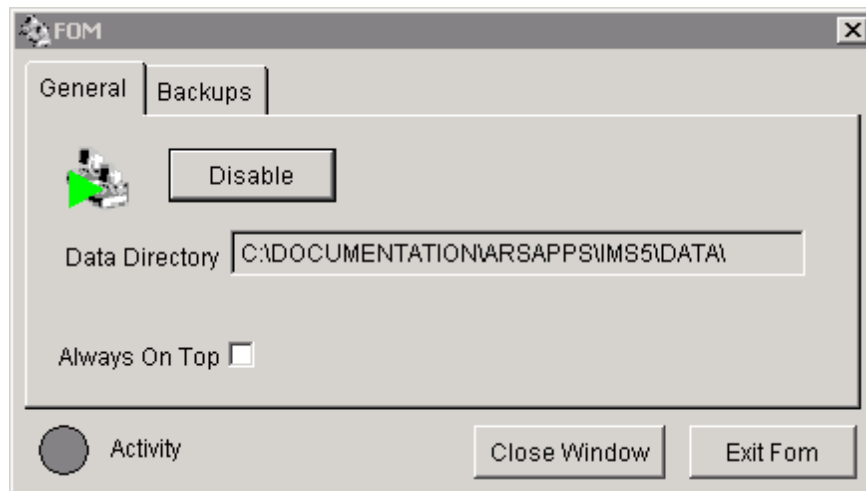 FOM
General Backups
Disable
Data Directory C:\DOCUMENTATION\ARSAPPS\IMS5\DATA\
Always On Top
Activity Close Window Exit Fom